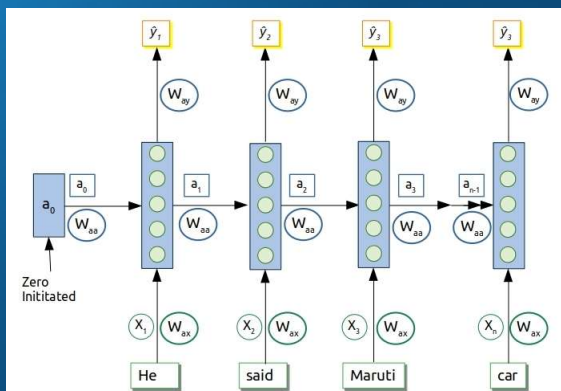 ŷ₁ ŷ₂ ŷ₃ ŷ₃
Way Way Way Way
a₀ a₀ a₁ a₂ a₃ aₙ₋₁
Waa Waa Waa Waa Waa
Zero
Inititated
X₁ Wax X₂ Wax X₃ Wax Xₙ Wax
He said Maruti car